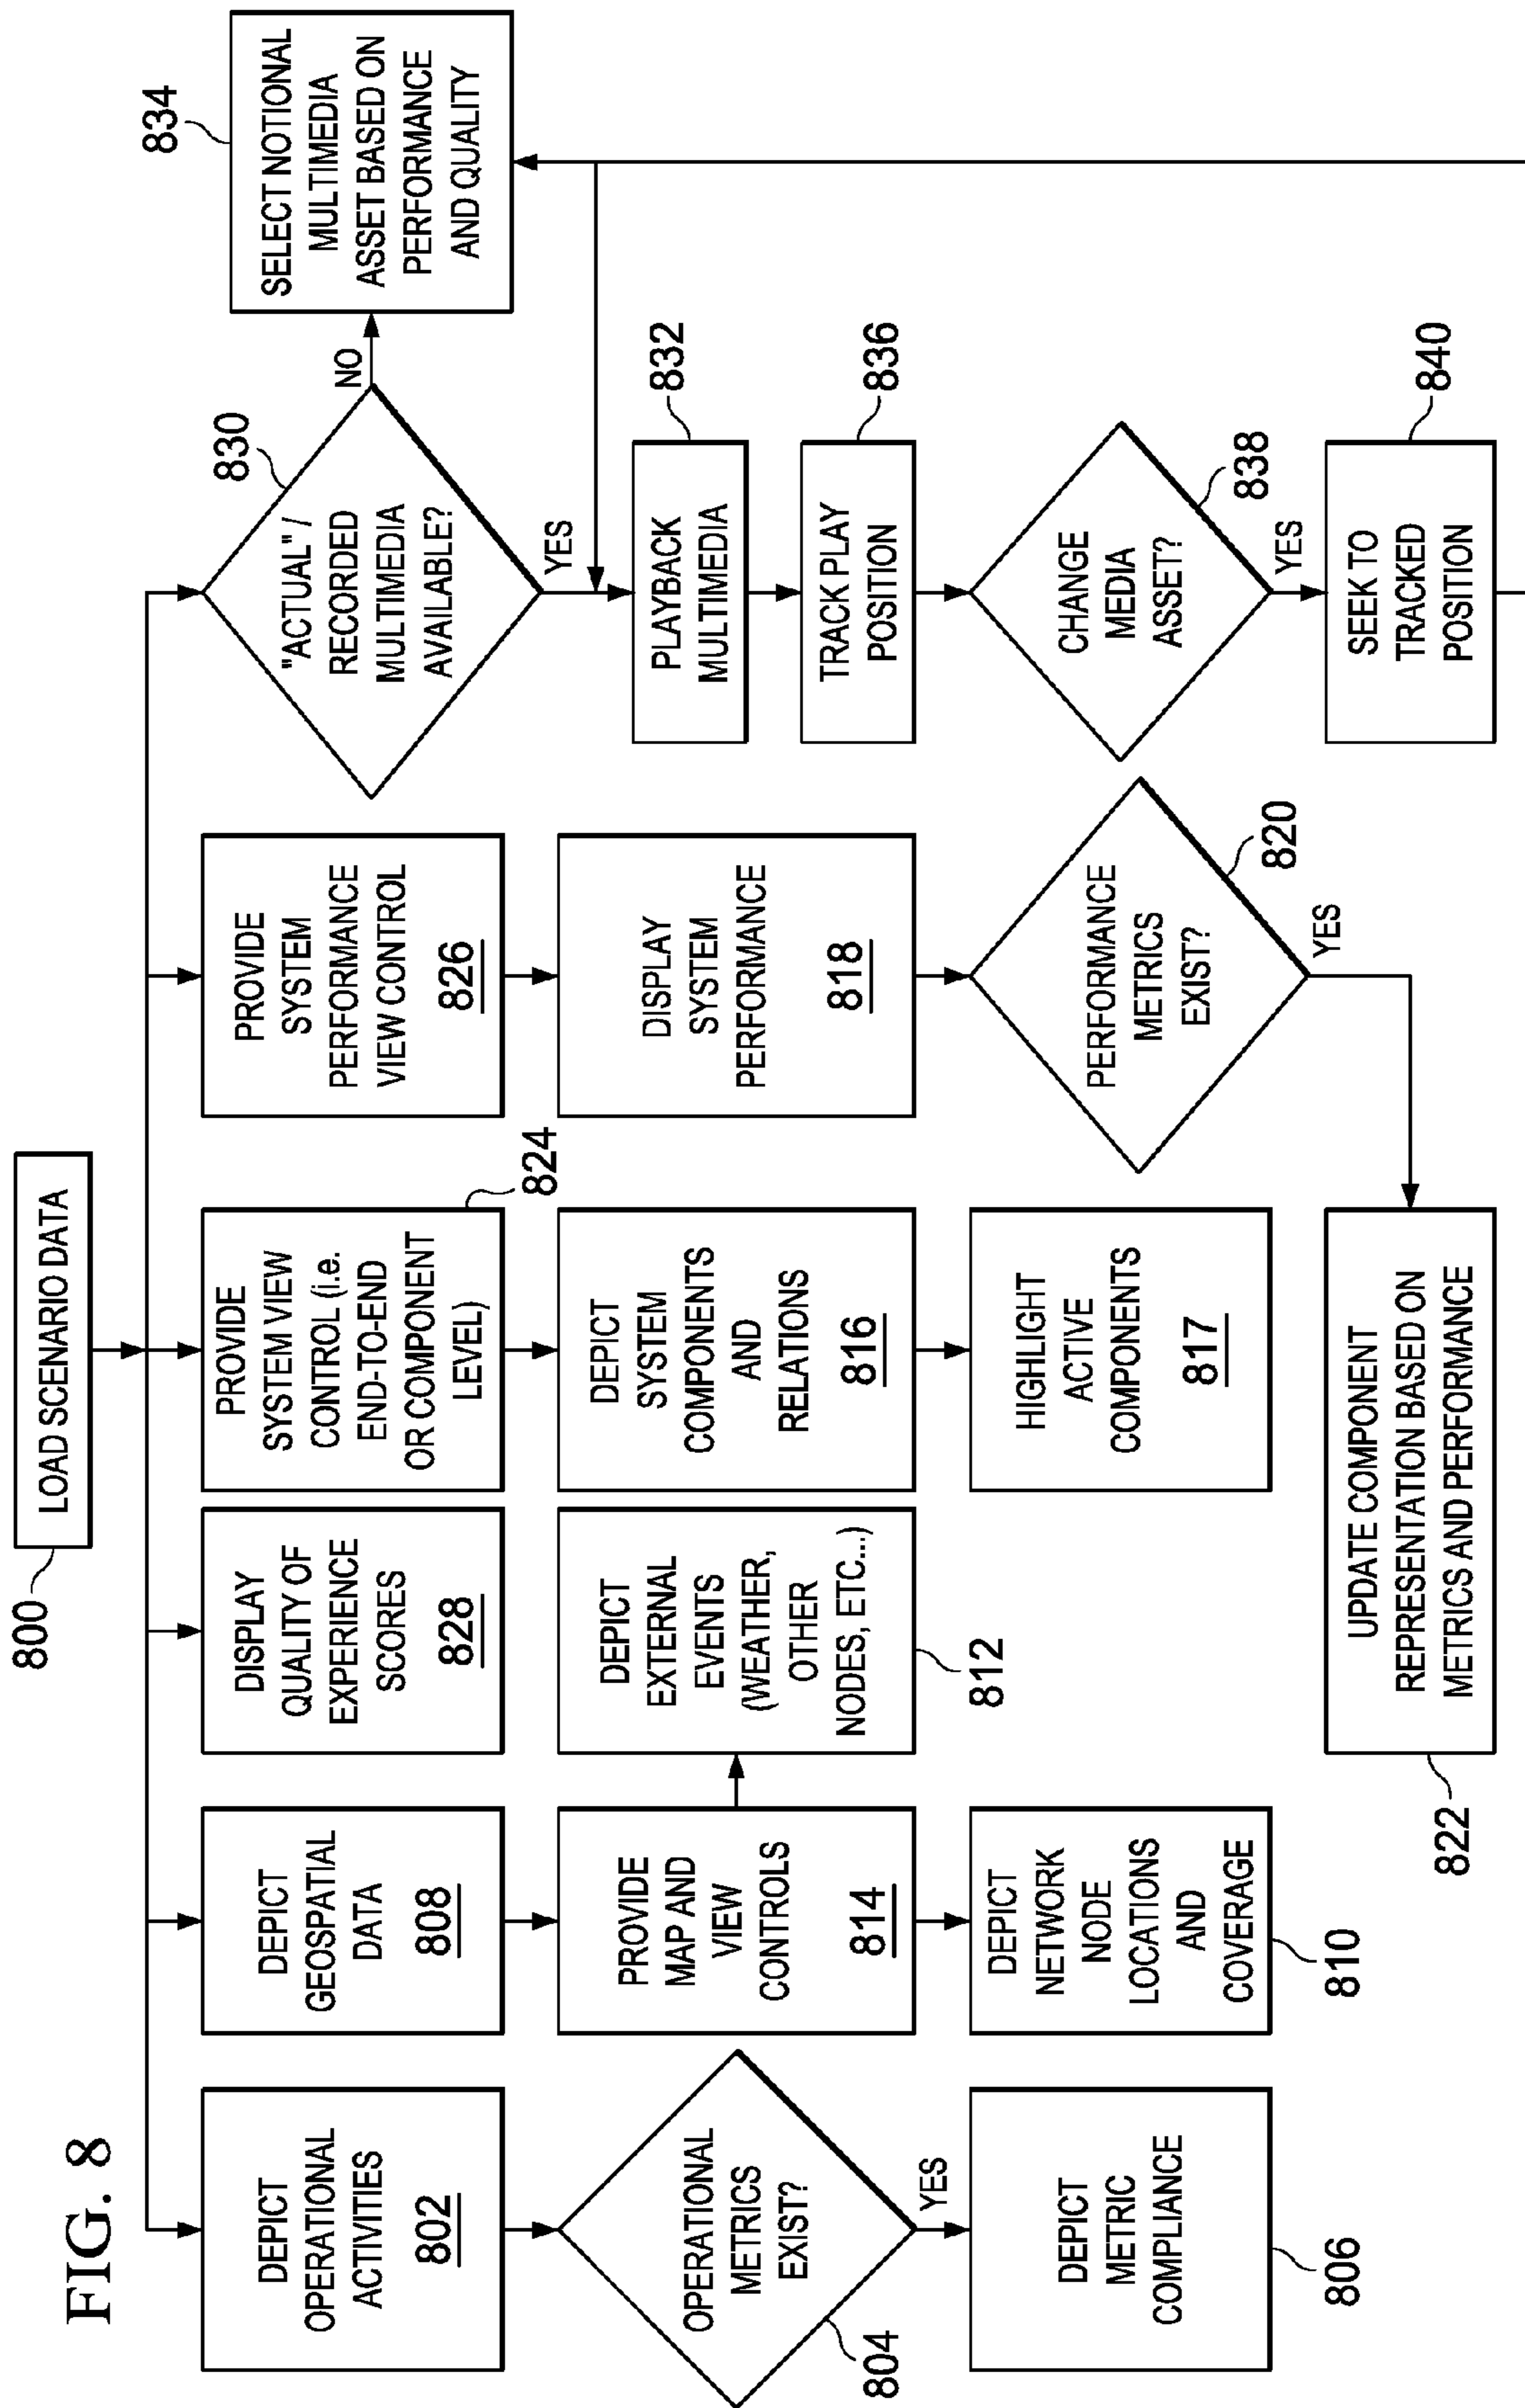 FIG. 8
800
LOAD SCENARIO DATA
DEPICT
OPERATIONAL
ACTIVITIES
802
OPERATIONAL
METRICS
EXIST?
804
YES
DEPICT
METRIC
COMPLIANCE
806
DEPICT
GEOSPATIAL
DATA
808
PROVIDE
MAP AND
VIEW
CONTROLS
814
DEPICT
NETWORK
NODE
LOCATIONS
AND
COVERAGE
810
DISPLAY
QUALITY OF
EXPERIENCE
SCORES
828
DEPICT
EXTERNAL
EVENTS
(WEATHER,
OTHER
NODES, ETC...)
812
PROVIDE
SYSTEM VIEW
CONTROL (i.e.
END-TO-END
OR COMPONENT
LEVEL)
824
DEPICT
SYSTEM
COMPONENTS
AND
RELATIONS
816
HIGHLIGHT
ACTIVE
COMPONENTS
817
PROVIDE
SYSTEM
PERFORMANCE
VIEW CONTROL
826
DISPLAY
SYSTEM
PERFORMANCE
818
PERFORMANCE
METRICS
EXIST?
820
YES
UPDATE COMPONENT
REPRESENTATION BASED ON
METRICS AND PERFORMANCE
822
"ACTUAL" /
RECORDED
MULTIMEDIA
AVAILABLE?
830
NO
YES
SELECT NOTIONAL
MULTIMEDIA
ASSET BASED ON
PERFORMANCE
AND QUALITY
834
PLAYBACK
MULTIMEDIA
832
TRACK PLAY
POSITION
836
CHANGE
MEDIA
ASSET?
838
YES
SEEK TO
TRACKED
POSITION
840